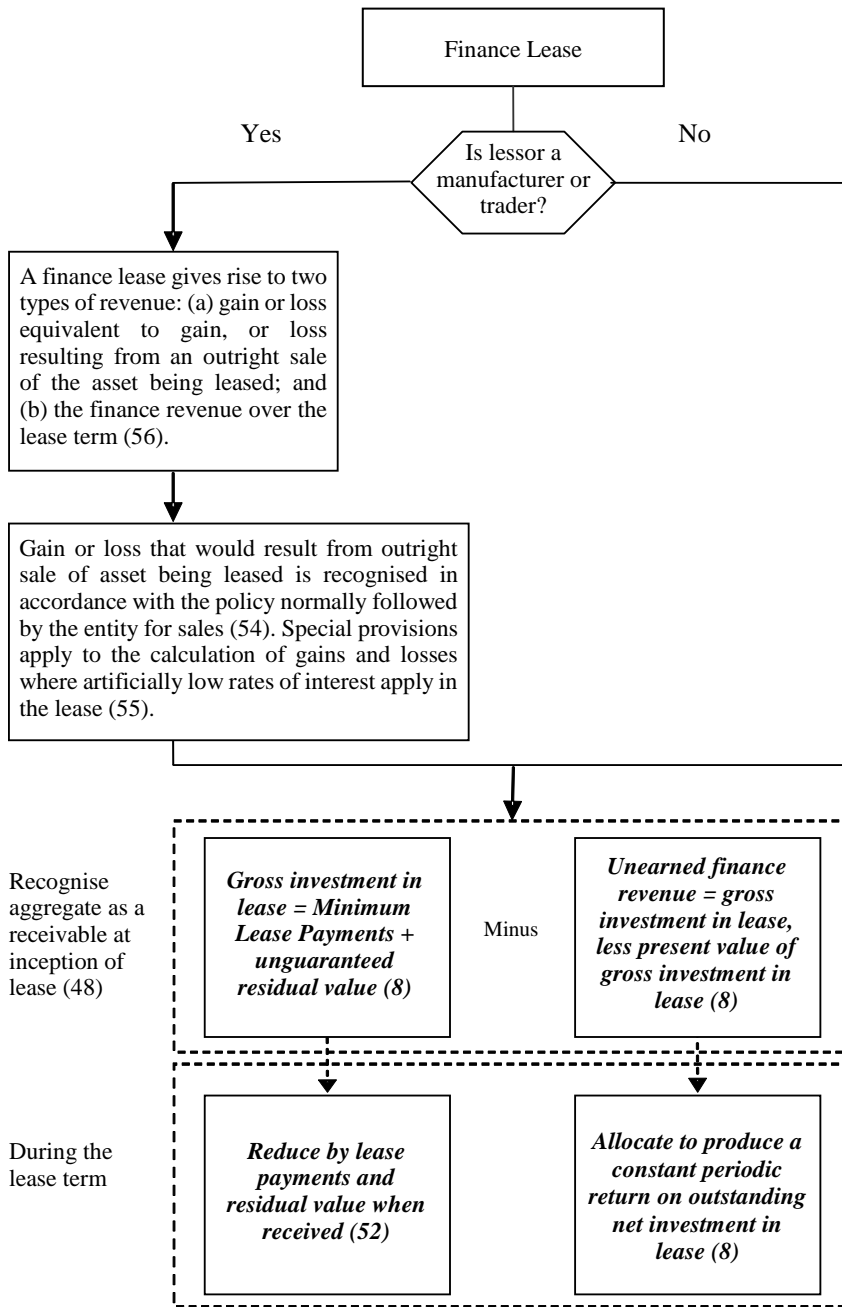 Finance Lease
Yes
No
Is lessor a
manufacturer or
trader?
A finance lease gives rise to two
types of revenue: (a) gain or loss
equivalent to gain, or loss
resulting from an outright sale
of the asset being leased; and
(b) the finance revenue over the
lease term (56).
Gain or loss that would result from outright
sale of asset being leased is recognised in
accordance with the policy normally followed
by the entity for sales (54). Special provisions
apply to the calculation of gains and losses
where artificially low rates of interest apply in
the lease (55).
Recognise
aggregate as a
receivable at
inception of
lease (48)
Gross investment in
lease = Minimum
Lease Payments +
unguaranteed
residual value (8)
Minus
Unearned finance
revenue = gross
investment in lease,
less present value of
gross investment in
lease (8)
During the
lease term
Reduce by lease
payments and
residual value when
received (52)
Allocate to produce a
constant periodic
return on outstanding
net investment in
lease (8)